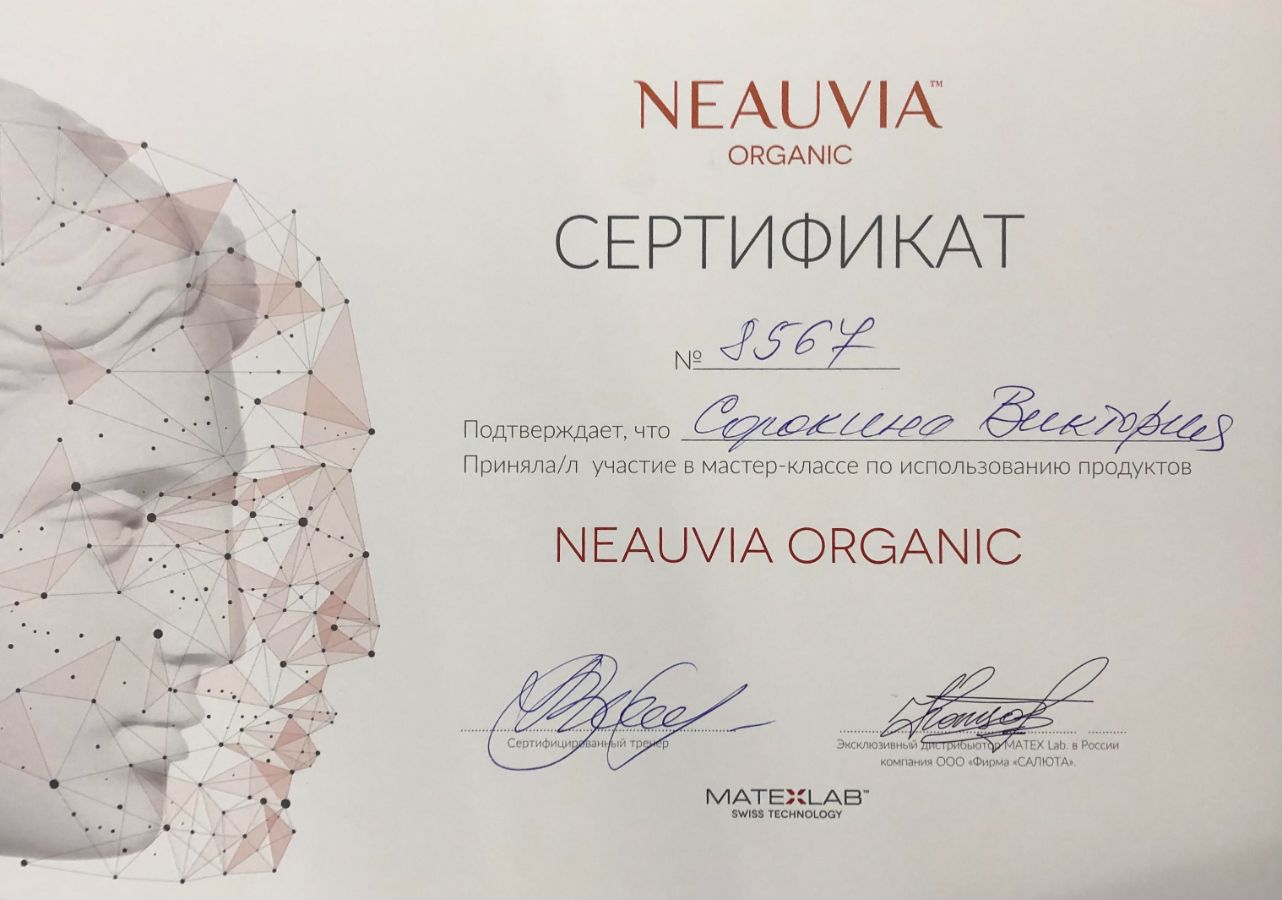 NEAUVIA™
ORGANIC
СЕРТИФИКАТ
№ 8567
Подтверждает, что Сорокина Виктория
Приняла/л участие в мастер-классе по использованию продуктов
NEAUVIA ORGANIC
Сертифицированный тренер
Эксклюзивный дистрибьютор MATEX Lab. в России
компания ООО «Фирма «САЛЮТА».
MATEXLAB™
SWISS TECHNOLOGY